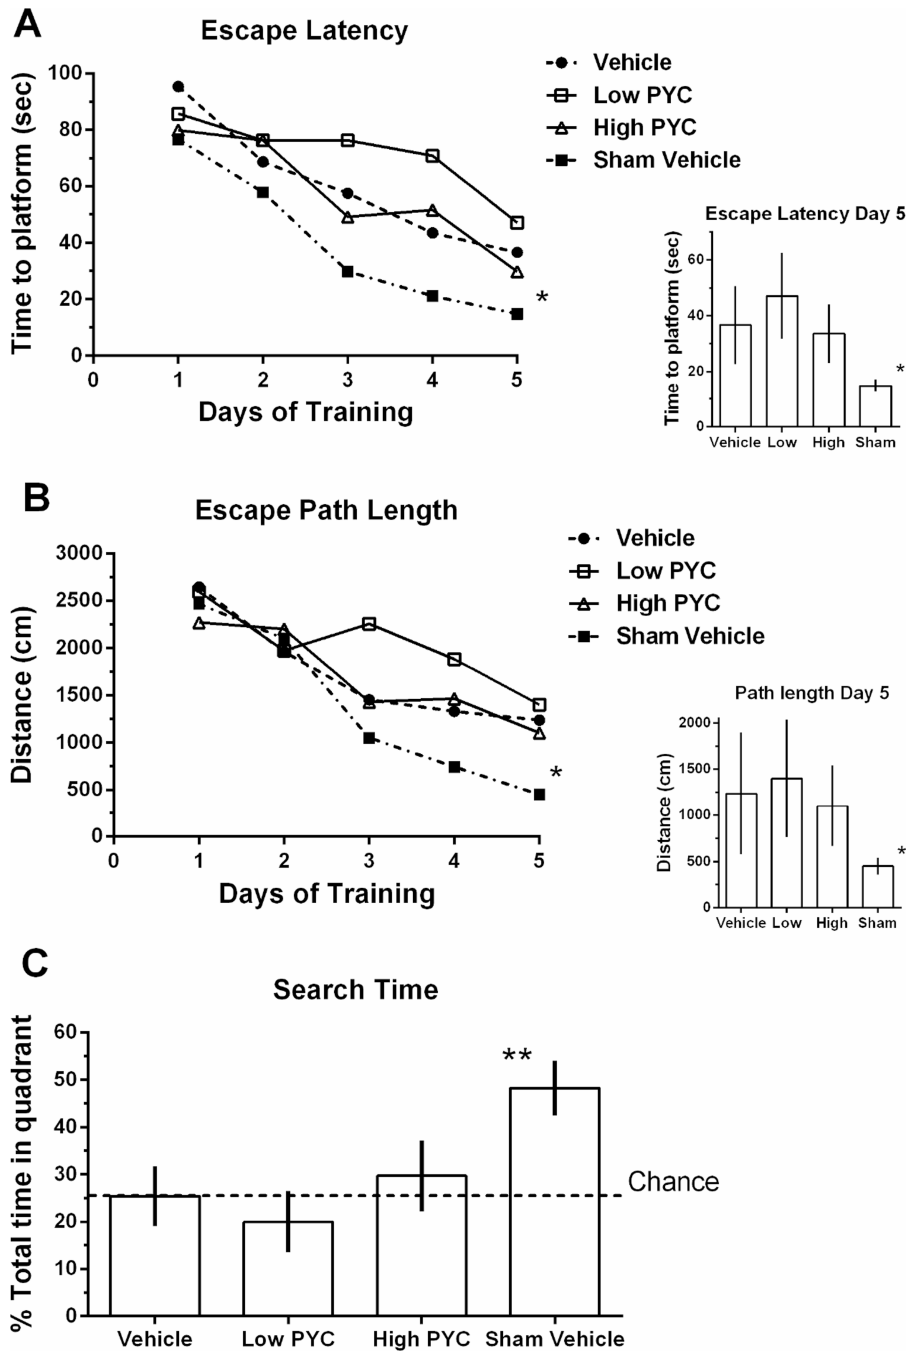 A
Escape Latency
Vehicle
Low PYC
High PYC
Sham Vehicle
Time to platform (sec)
100
80
60
40
20
0
*
0 1 2 3 4 5
Days of Training
Escape Latency Day 5
Time to platform (sec)
60
40
20
0
*
Vehicle Low High Sham
B
Escape Path Length
Vehicle
Low PYC
High PYC
Sham Vehicle
Distance (cm)
3000
2500
2000
1500
1000
500
0
*
0 1 2 3 4 5
Days of Training
Path length Day 5
Distance (cm)
2000
1500
1000
500
0
*
Vehicle Low High Sham
C
Search Time
% Total time in quadrant
60
50
40
30
20
10
0
**
Chance
Vehicle Low PYC High PYC Sham Vehicle